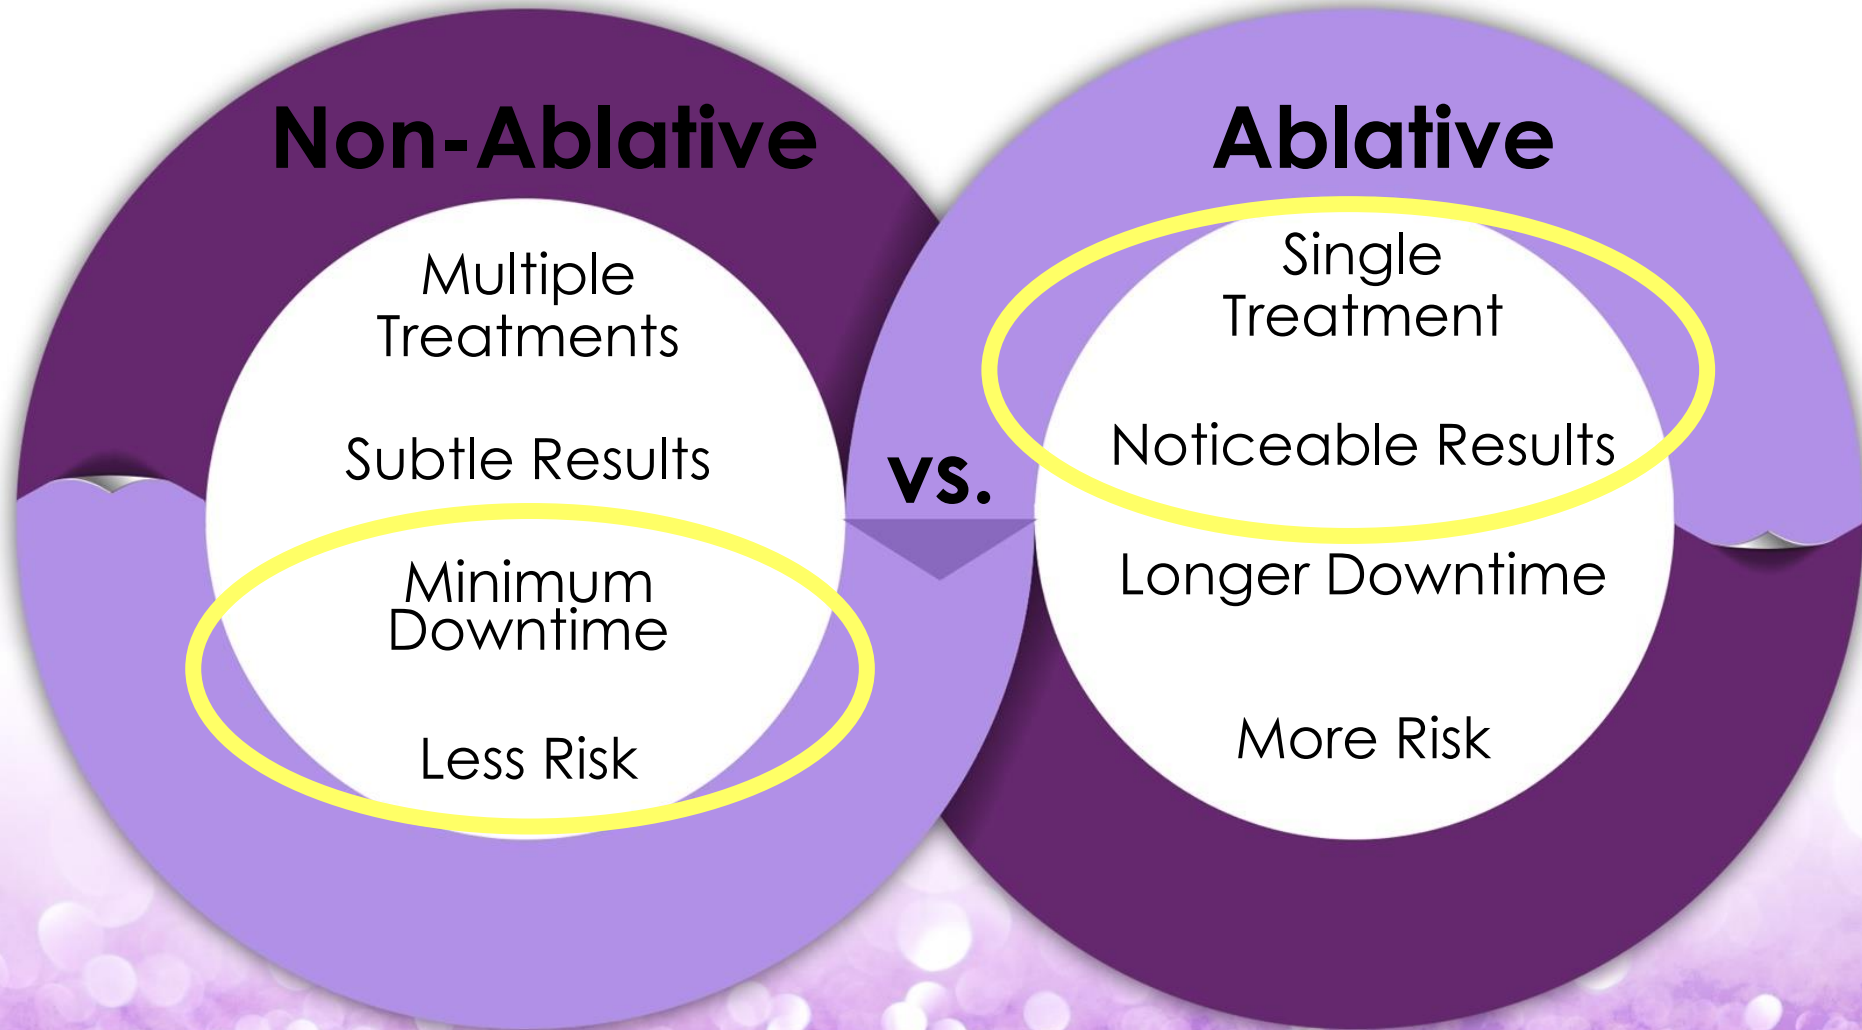 Non-Ablative
Multiple
Treatments
Subtle Results
Minimum
Downtime
Less Risk
vs.
Ablative
Single
Treatment
Noticeable Results
Longer Downtime
More Risk